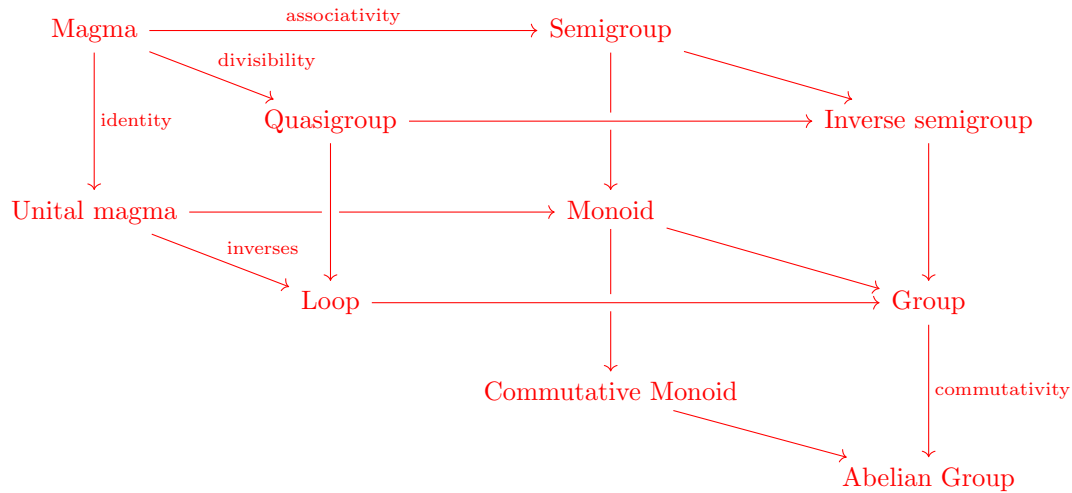 associativity
Magma
Semigroup
divisibility
identity
Quasigroup
Inverse semigroup
Unital magma
Monoid
inverses
Loop
Group
Commutative Monoid
commutativity
Abelian Group